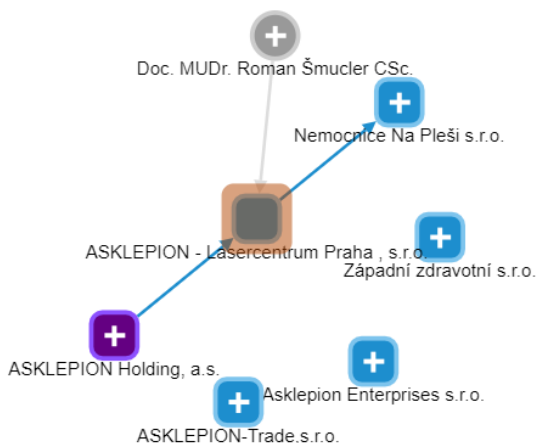 Doc. MUDr. Roman Šmucler CSc.
Nemocnice Na Pleši s.r.o.
ASKLEPION - Lasercentrum Praha , s.r.o.
Západní zdravotní s.r.o.
ASKLEPION Holding, a.s.
Asklepion Enterprises s.r.o.
ASKLEPION-Trade.s.r.o.